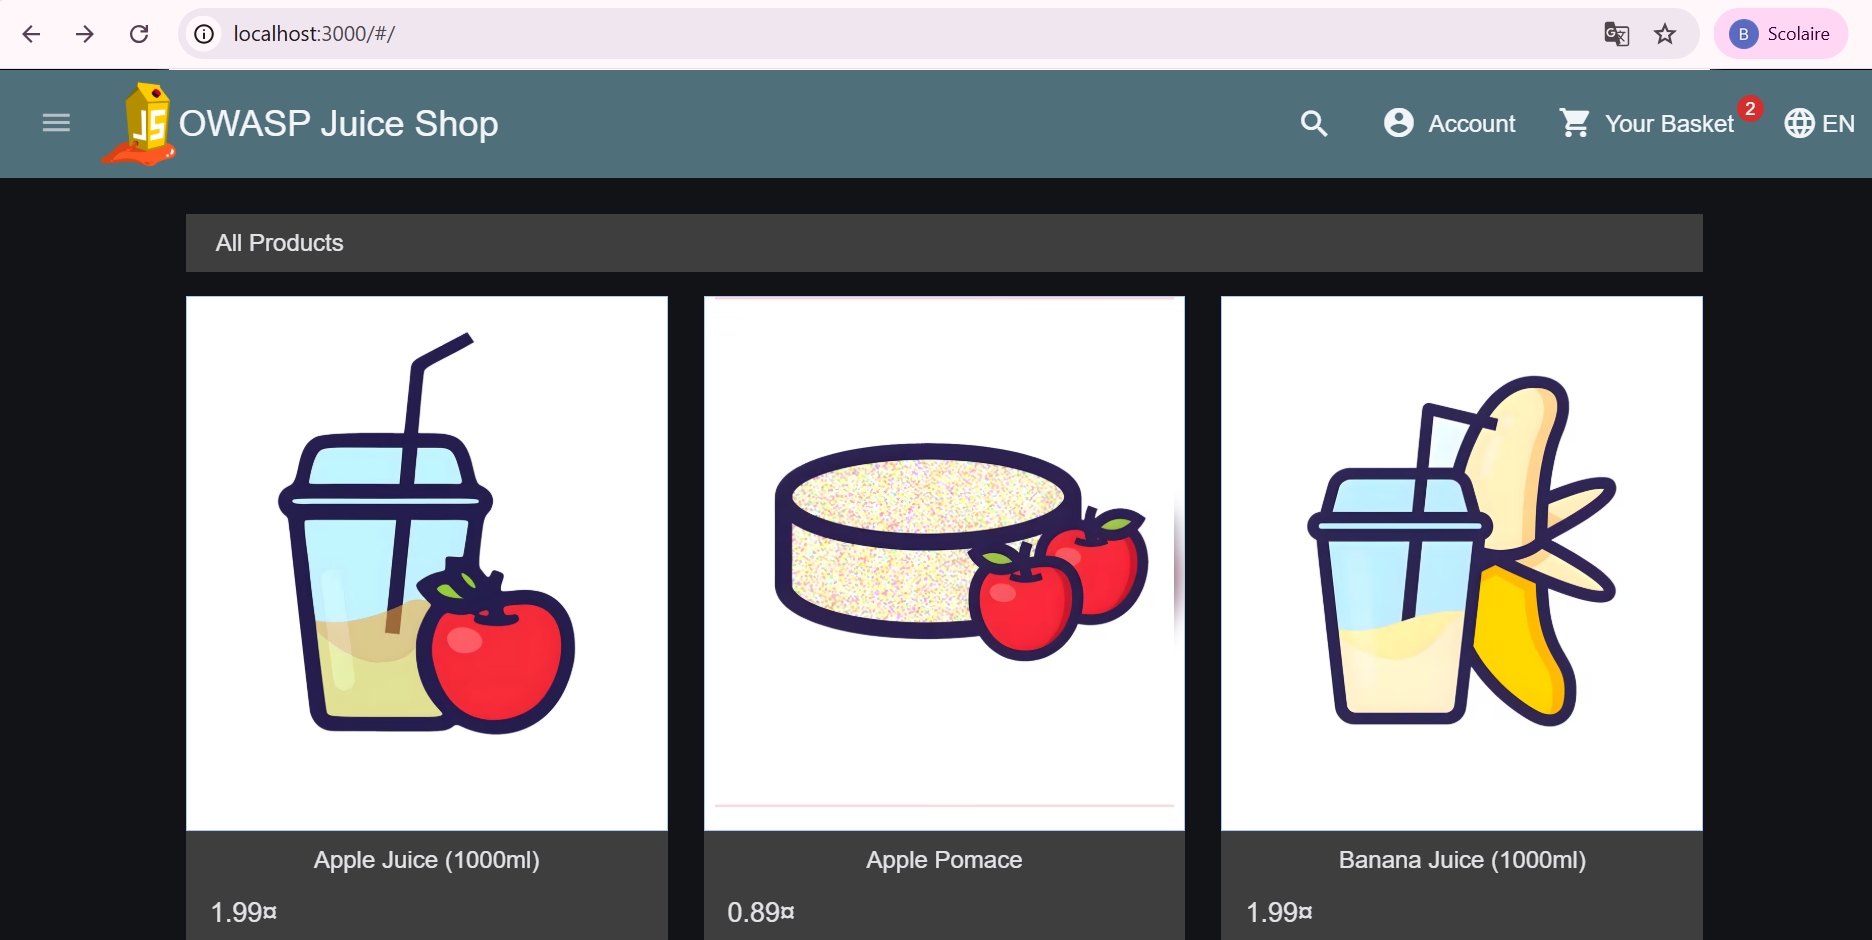 localhost:3000/#/
B Scolaire
JS OWASP Juice Shop
Account
Your Basket 2
EN
All Products
Apple Juice (1000ml)
1.99¤
Apple Pomace
0.89¤
Banana Juice (1000ml)
1.99¤